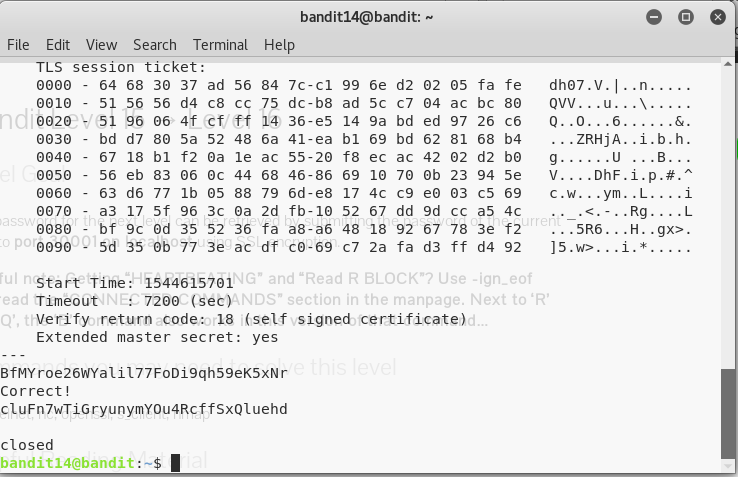 bandit14@bandit: ~
File Edit View Search Terminal Help
TLS session ticket:
0000 - 64 68 30 37 ad 56 84 7c-c1 99 6e d2 02 05 fa fe   dh07.V.|..n.....
0010 - 51 56 56 d4 c8 cc 75 dc-b8 ad 5c c7 04 ac bc 80   QVV...u...\.....
0020 - 51 96 06 4f cf ff 14 36-e5 14 9a bd ed 97 26 c6   Q..O...6......&.
0030 - bd d7 80 5a 52 48 6a 41-ea b1 69 bd 62 81 68 b4   ...ZRHjA..i.b.h.
0040 - 67 18 b1 f2 0a 1e ac 55-20 f8 ec ac 42 02 d2 b0   g......U ...B...
0050 - 56 eb 83 06 0c 44 68 46-86 69 10 70 0b 23 94 5e   V....DhF.i.p.#.^
0060 - 63 d6 77 1b 05 88 79 6d-e8 17 4c c9 e0 03 c5 69   c.w...ym..L....i
0070 - a3 17 5f 96 3c 0a 2d fb-10 52 67 dd 9d cc a5 4c   .._.<.-..Rg....L
0080 - bf 9c 0d 35 52 36 fa a8-a6 48 18 92 67 78 3e f2   ...5R6...H..gx>.
0090 - 5d 35 0b 77 3e ac df c0-69 c7 2a fa d3 ff d4 92   ]5.w>...i.*.....
Start Time: 1544615701
Timeout   : 7200 (sec)
Verify return code: 18 (self signed certificate)
Extended master secret: yes
---
BfMYroe26WYalil77FoDi9qh59eK5xNr
Correct!
cluFn7wTiGryunymYOu4RcffSxQluehd
closed
bandit14@bandit:~$